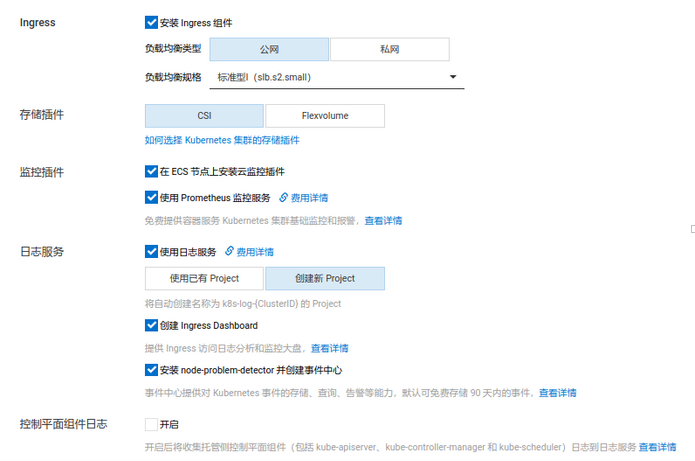 Ingress
安装 Ingress 组件
负载均衡类型 公网 私网
负载均衡规格 标准型I（slb.s2.small）
存储插件 CSI Flexvolume
如何选择 Kubernetes 集群的存储插件
监控插件 在 ECS 节点上安装云监控插件
使用 Prometheus 监控服务 费用详情
免费提供容器服务 Kubernetes 集群基础监控和报警，查看详情
日志服务 使用日志服务 费用详情
使用已有 Project 创建新 Project
将自动创建名称为 k8s-log-{ClusterID} 的 Project
创建 Ingress Dashboard
提供 Ingress 访问日志分析和监控大盘，查看详情
安装 node-problem-detector 并创建事件中心
事件中心提供对 Kubernetes 事件的存储、查询、告警等能力，默认可免费存储 90 天内的事件，查看详情
控制平面组件日志 开启
开启后将收集托管侧控制平面组件（包括 kube-apiserver、kube-controller-manager 和 kube-scheduler）日志到日志服务 查看详情